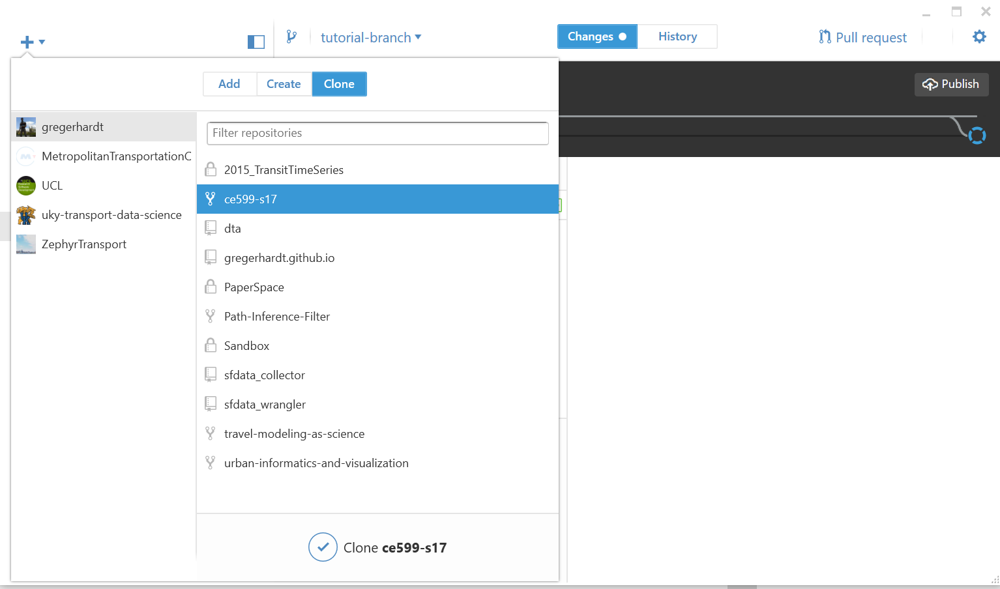 tutorial-branch
Changes
History
Pull request
Add
Create
Clone
Publish
gregerhardt
MetropolitanTransportationC
UCL
uky-transport-data-science
ZephyrTransport
Filter repositories
2015_TransitTimeSeries
ce599-s17
dta
gregerhardt.github.io
PaperSpace
Path-Inference-Filter
Sandbox
sfdata_collector
sfdata_wrangler
travel-modeling-as-science
urban-informatics-and-visualization
Clone ce599-s17